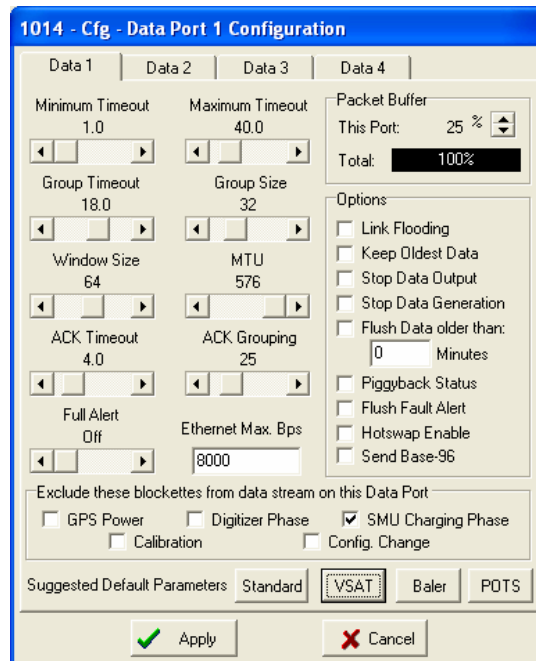 1014 - Cfg - Data Port 1 Configuration
Data 1 Data 2 Data 3 Data 4
Minimum Timeout
1.0
Maximum Timeout
40.0
Group Timeout
18.0
Group Size
32
Window Size
64
MTU
576
ACK Timeout
4.0
ACK Grouping
25
Full Alert
Off
Ethernet Max. Bps
8000
Packet Buffer
This Port: 25 %
Total: 100%
Options
Link Flooding
Keep Oldest Data
Stop Data Output
Stop Data Generation
Flush Data older than:
0 Minutes
Piggyback Status
Flush Fault Alert
Hotswap Enable
Send Base-96
Exclude these blockettes from data stream on this Data Port
GPS Power Digitizer Phase SMU Charging Phase
Calibration Config. Change
Suggested Default Parameters Standard VSAT Baler POTS
Apply Cancel